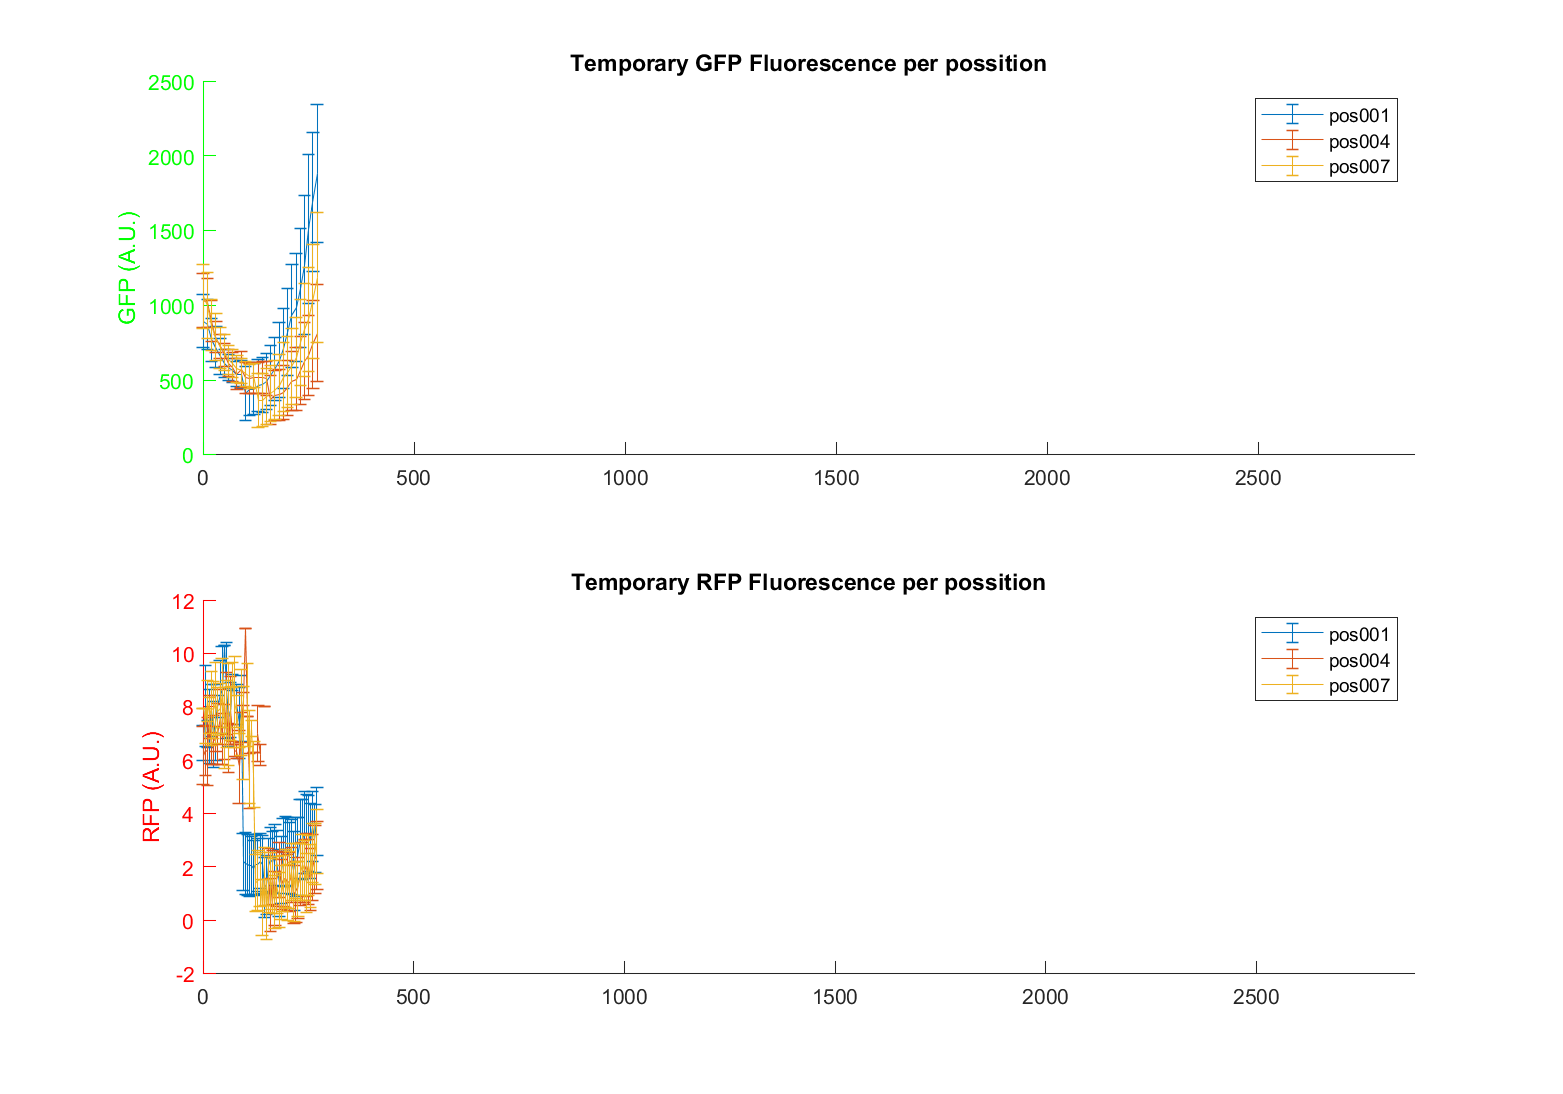 Temporary GFP Fluorescence per possition
GFP (A.U.)
2500
2000
1500
1000
500
0
0 500 1000 1500 2000 2500
pos001
pos004
pos007
Temporary RFP Fluorescence per possition
RFP (A.U.)
12
10
8
6
4
2
0
-2
0 500 1000 1500 2000 2500
pos001
pos004
pos007